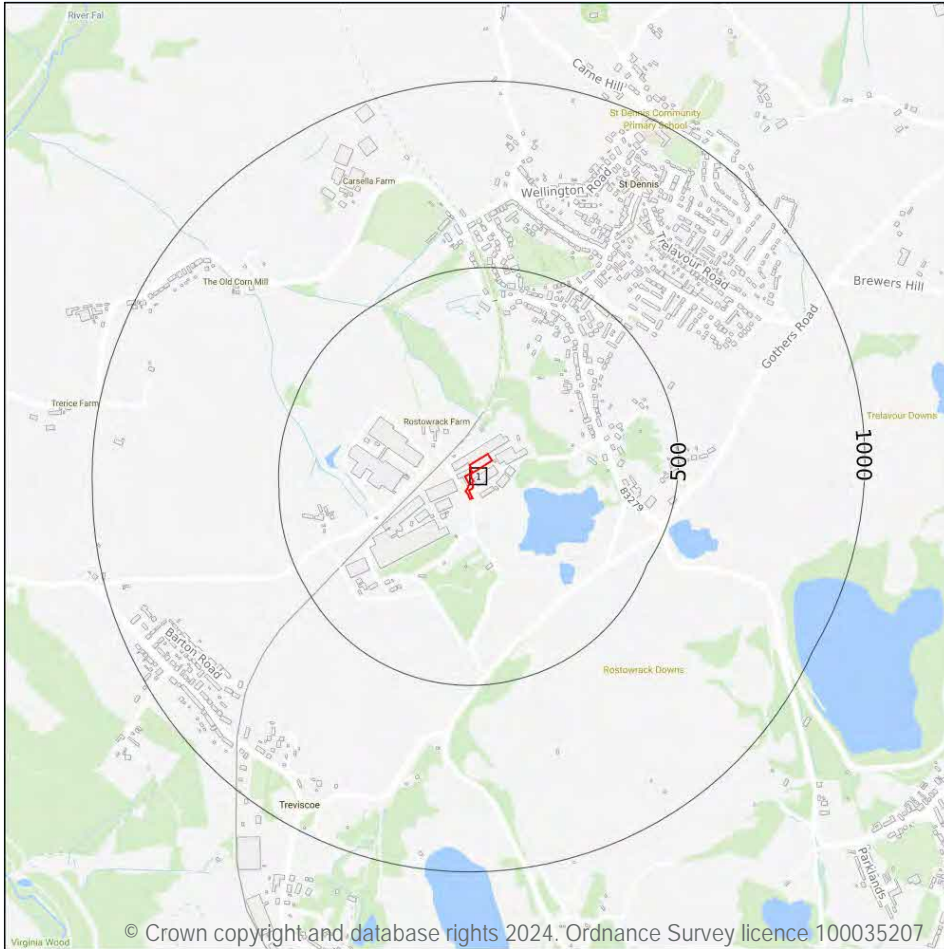 River Fal
Carne Hill
St Dennis Community
Primary School
Carsella Farm
Wellington Road
St Dennis
Trelavour Road
The Old Corn Mill
Brewers Hill
Gothers Road
Trerice Farm
Trelavour Downs
Rostowrack Farm
500
1000
1
B3279
Barton Road
Rostowrack Downs
Treviscoe
Parklands
Virginia Wood
© Crown copyright and database rights 2024. Ordnance Survey licence 100035207.